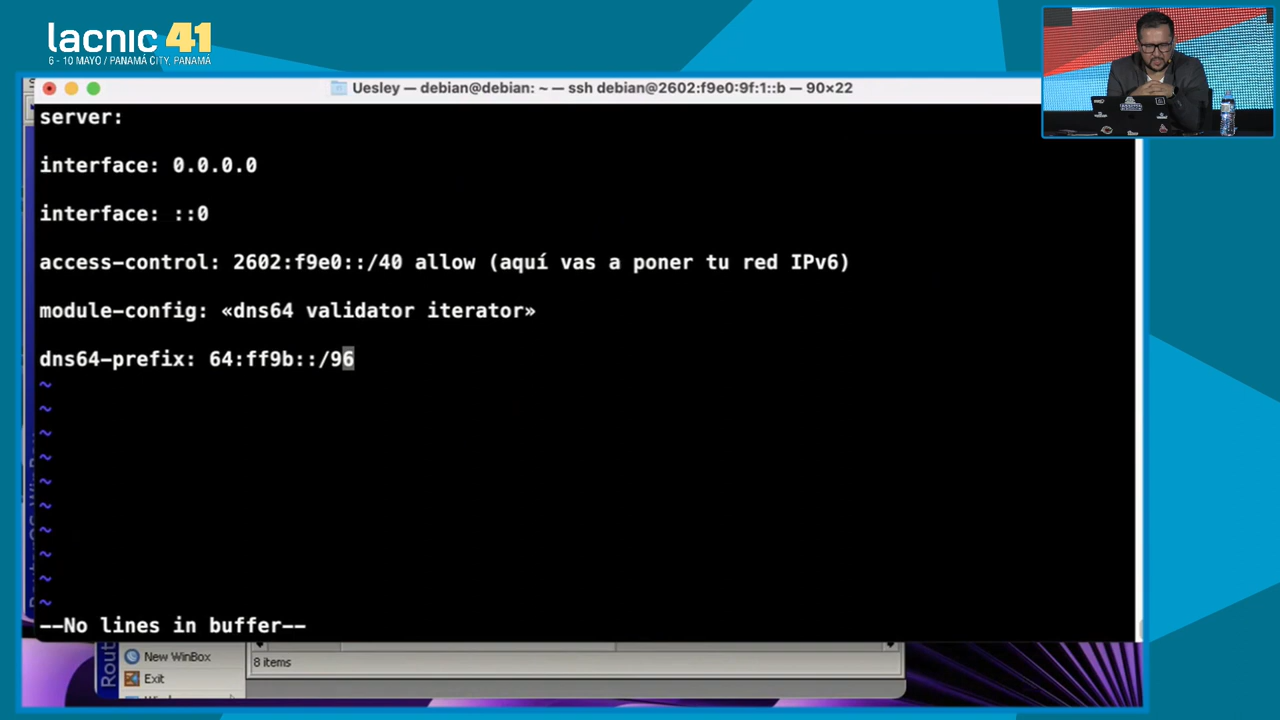 lacnic 41
6 - 10 MAYO / PANAMÁ CITY, PANAMÁ
Uesley — debian@debian: ~ — ssh debian@2602:f9e0:9f:1::b — 90×22
server:
interface: 0.0.0.0
interface: ::0
access-control: 2602:f9e0::/40 allow (aquí vas a poner tu red IPv6)
module-config: «dns64 validator iterator»
dns64-prefix: 64:ff9b::/96
~
~
~
~
~
~
~
~
~
~
--No lines in buffer--
New WinBox
8 items
Exit